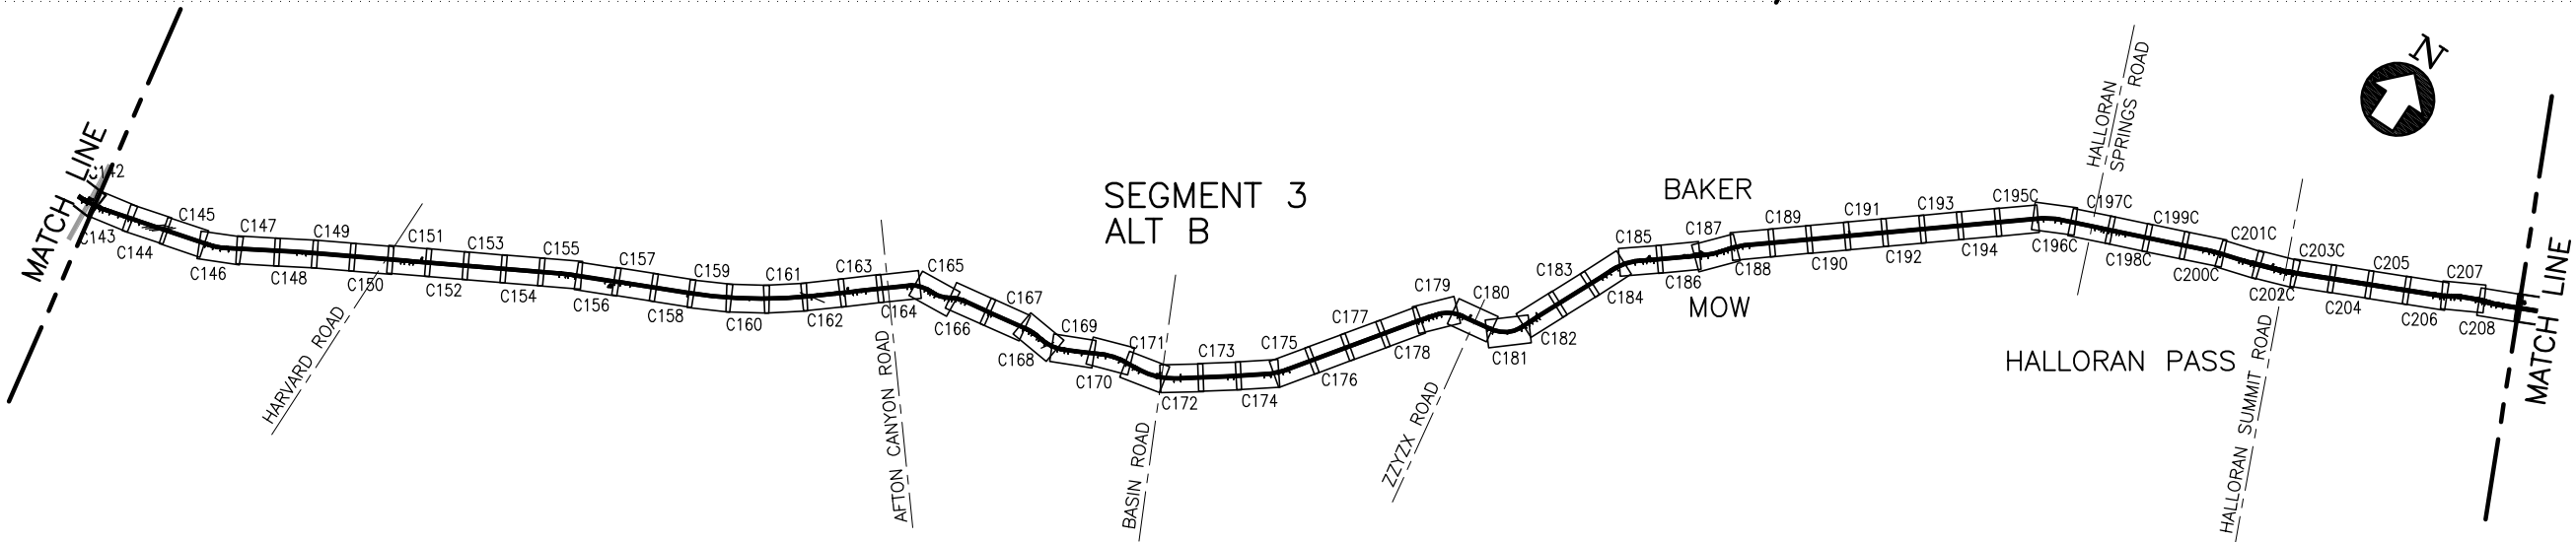 N
SEGMENT 3
ALT B
BAKER
MOW
HALLORAN PASS
MATCH LINE
MATCH LINE
HARVARD ROAD
AFTON CANYON ROAD
BASIN ROAD
ZZYZX ROAD
HALLORAN
SPRINGS ROAD
HALLORAN SUMMIT ROAD
C142
C143
C144
C145
C146
C147
C148
C149
C150
C151
C152
C153
C154
C155
C156
C157
C158
C159
C160
C161
C162
C163
C164
C165
C166
C167
C168
C169
C170
C171
C172
C173
C174
C175
C176
C177
C178
C179
C180
C181
C182
C183
C184
C185
C186
C187
C188
C189
C190
C191
C192
C193
C194
C195C
C196C
C197C
C198C
C199C
C200C
C201C
C202C
C203C
C204
C205
C206
C207
C208